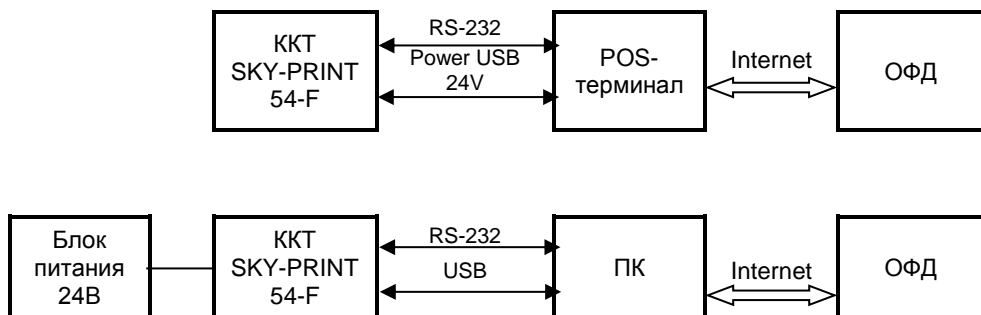 ККТ
SKY-PRINT
54-F
RS-232
Power USB
24V
POS-
терминал
Internet
ОФД
Блок
питания
24В
ККТ
SKY-PRINT
54-F
RS-232
USB
ПК
Internet
ОФД